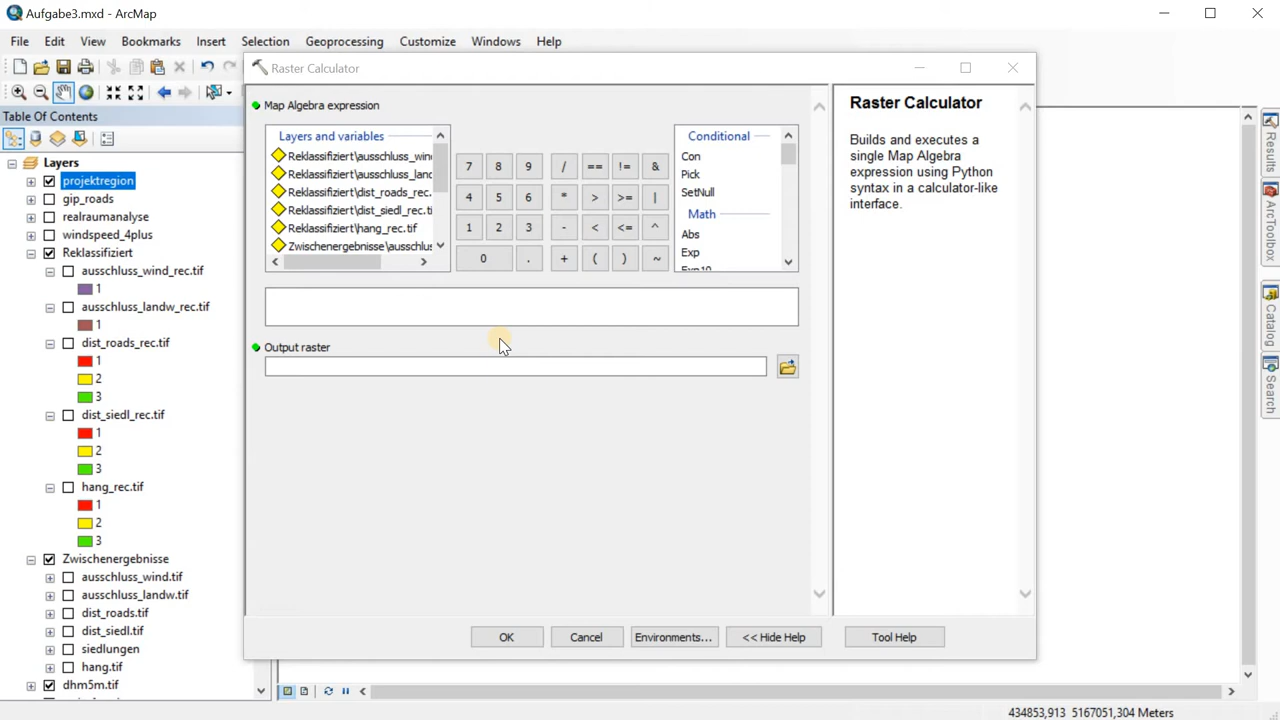 Aufgabe3.mxd - ArcMap
File Edit View Bookmarks Insert Selection Geoprocessing Customize Windows Help
Table Of Contents
Layers
projektregion
gip_roads
realraumanalyse
windspeed_4plus
Reklassifiziert
ausschluss_wind_rec.tif
1
ausschluss_landw_rec.tif
1
dist_roads_rec.tif
1
2
3
dist_siedl_rec.tif
1
2
3
hang_rec.tif
1
2
3
Zwischenergebnisse
ausschluss_wind.tif
ausschluss_landw.tif
dist_roads.tif
dist_siedl.tif
siedlungen
hang.tif
dhm5m.tif
Raster Calculator
Map Algebra expression
Layers and variables
Reklassifiziert\ausschluss_win
Reklassifiziert\ausschluss_lanc
Reklassifiziert\dist_roads_rec.
Reklassifiziert\dist_siedl_rec.ti
Reklassifiziert\hang_rec.tif
Zwischenergebnisse\ausschlus
7 8 9 / == != &
4 5 6 * > >= |
1 2 3 - < <= ^
0 . + ( ) ~
Conditional
Con
Pick
SetNull
Math
Abs
Exp
Exp10
Output raster
OK Cancel Environments... << Hide Help Tool Help
Raster Calculator
Builds and executes a
single Map Algebra
expression using Python
syntax in a calculator-like
interface.
Results
ArcToolbox
Catalog
Search
434853,913 5167051,304 Meters